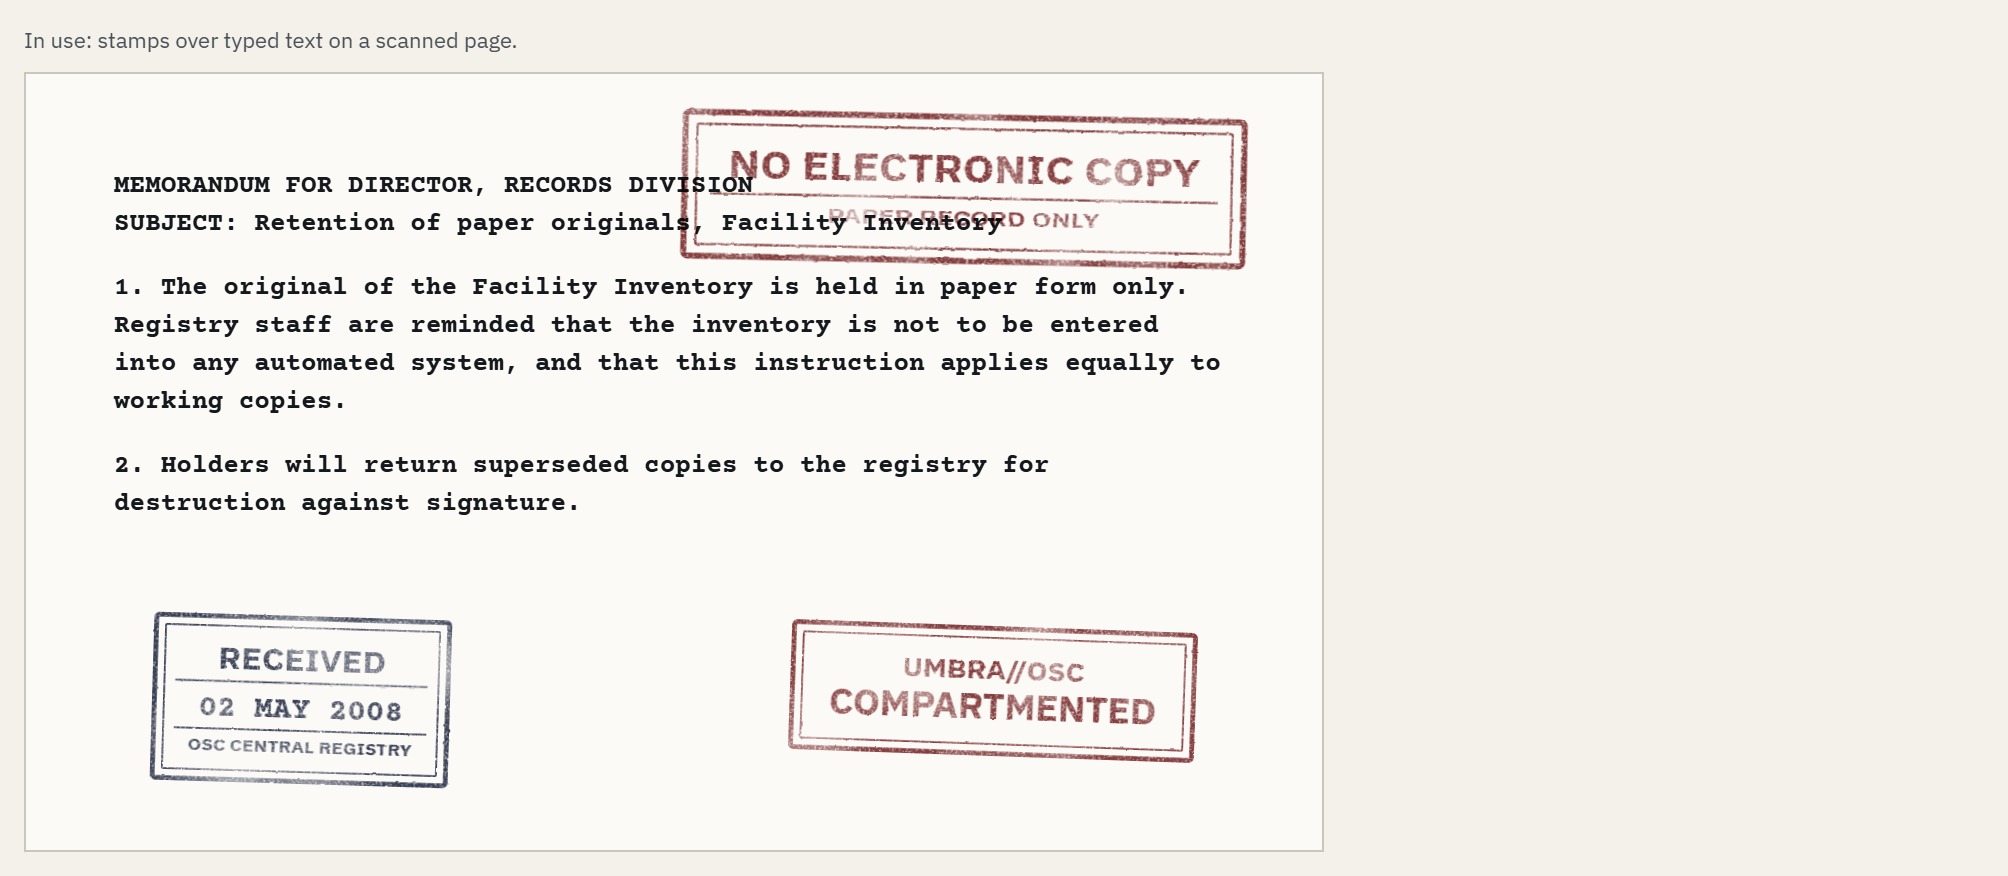 In use: stamps over typed text on a scanned page.
NO ELECTRONIC COPY
PAPER RECORD ONLY
MEMORANDUM FOR DIRECTOR, RECORDS DIVISION
SUBJECT: Retention of paper originals, Facility Inventory
1. The original of the Facility Inventory is held in paper form only.
Registry staff are reminded that the inventory is not to be entered
into any automated system, and that this instruction applies equally to
working copies.
2. Holders will return superseded copies to the registry for
destruction against signature.
RECEIVED
02 MAY 2008
OSC CENTRAL REGISTRY
UMBRA//OSC
COMPARTMENTED